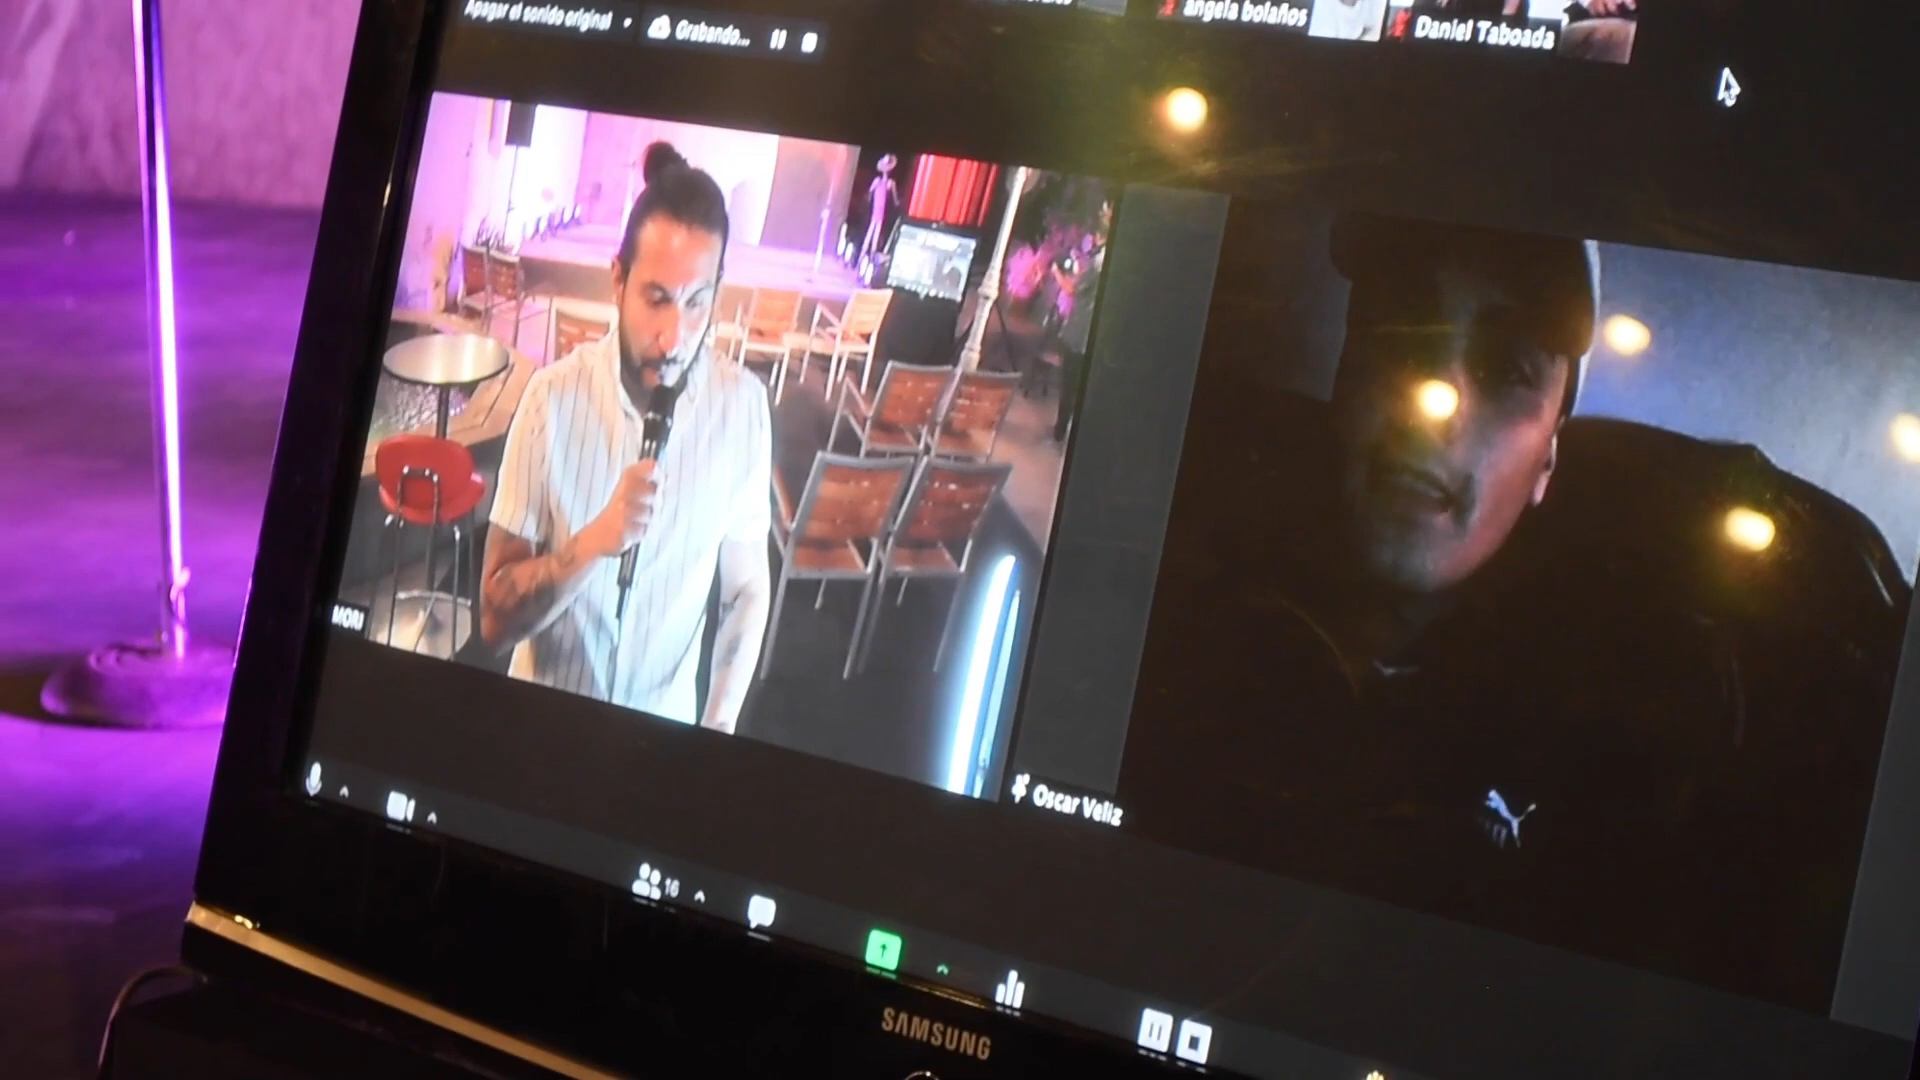 Apagar el sonido original
Grabando...
angela bolaños
Daniel Taboada
MORI
Oscar Veliz
16
SAMSUNG